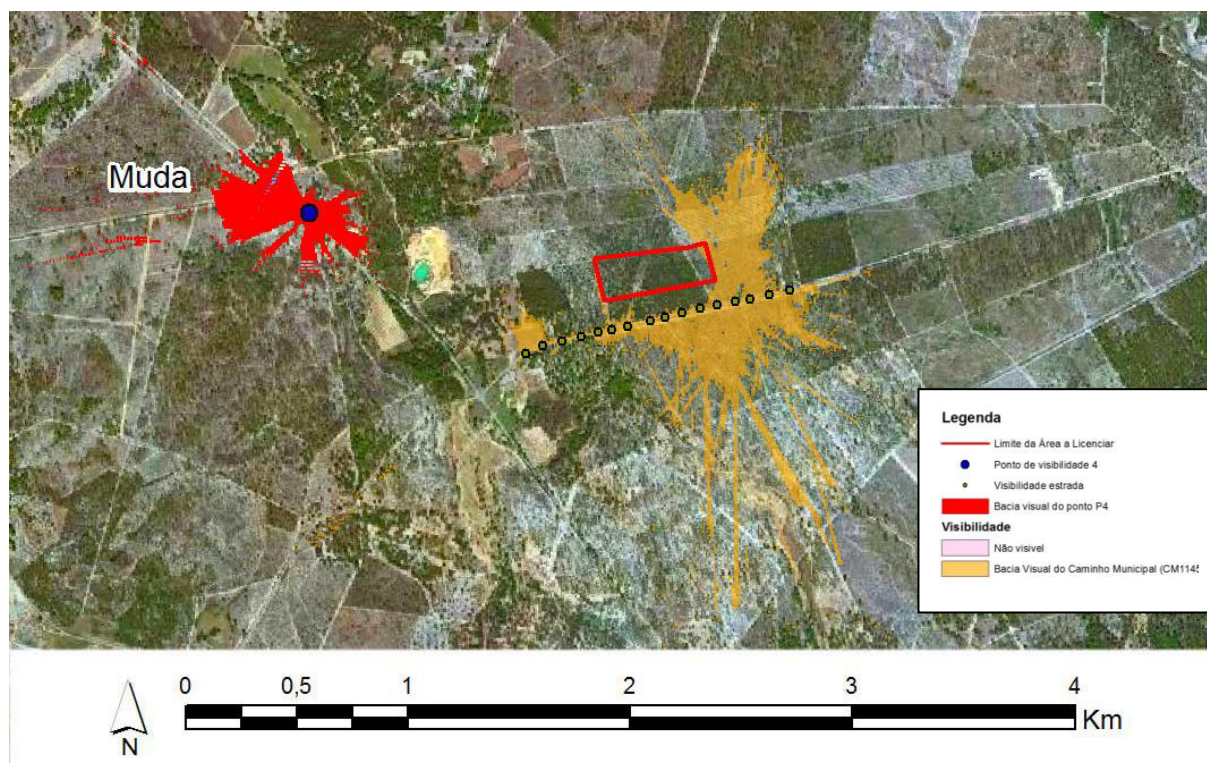 Muda
Legenda
Limite da Área a Licenciar
Ponto de visibilidade 4
Visibilidade estrada
Bacia visual do ponto P4
Visibilidade
Não visivel
Bacia Visual do Caminho Municipal (CM1145
0 0,5 1 2 3 4
Km
N